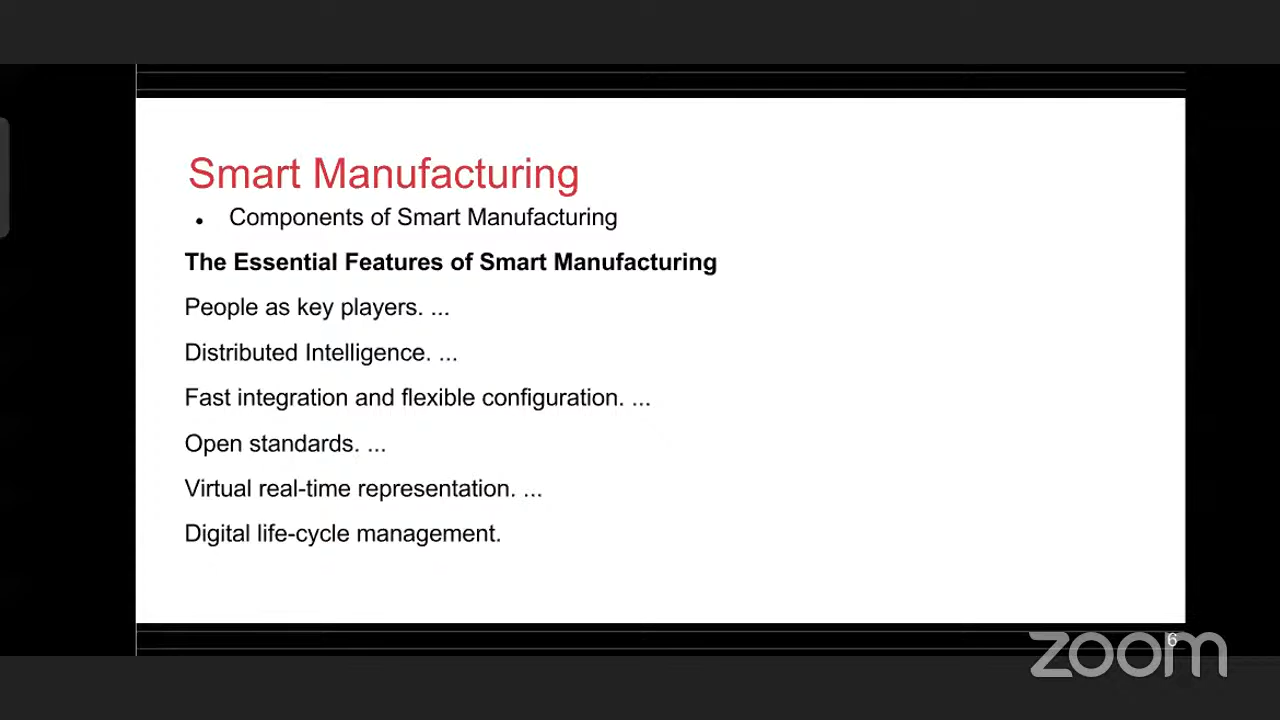 Smart Manufacturing
• Components of Smart Manufacturing
The Essential Features of Smart Manufacturing
People as key players. ...
Distributed Intelligence. ...
Fast integration and flexible configuration. ...
Open standards. ...
Virtual real-time representation. ...
Digital life-cycle management.
6
zoom